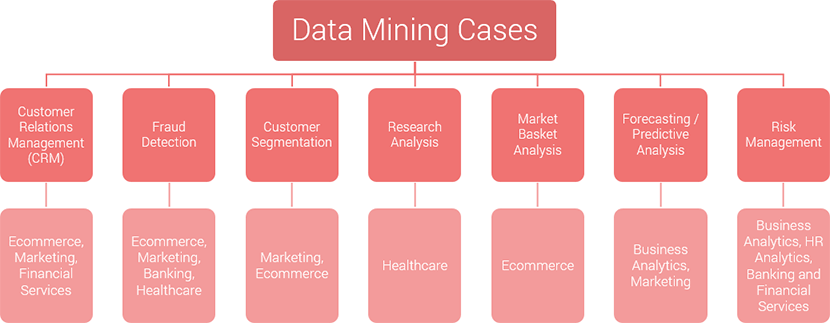 Data Mining Cases
Customer
Relations
Management
(CRM)
Fraud
Detection
Customer
Segmentation
Research
Analysis
Market
Basket
Analysis
Forecasting /
Predictive
Analysis
Risk
Management
Ecommerce,
Marketing,
Financial
Services
Ecommerce,
Marketing,
Banking,
Healthcare
Marketing,
Ecommerce
Healthcare
Ecommerce
Business
Analytics,
Marketing
Business
Analytics, HR
Analytics,
Banking and
Financial
Services